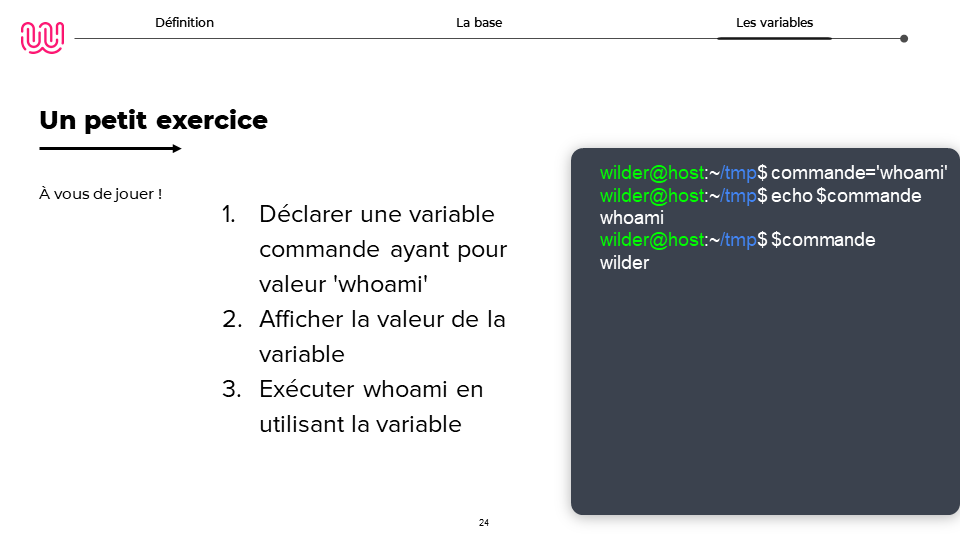 Définition
La base
Les variables
Un petit exercice
À vous de jouer !
1. Déclarer une variable
commande ayant pour
valeur 'whoami'
2. Afficher la valeur de la
variable
3. Exécuter whoami en
utilisant la variable
wilder@host:~/tmp$ commande='whoami'
wilder@host:~/tmp$ echo $commande
whoami
wilder@host:~/tmp$ $commande
wilder
24